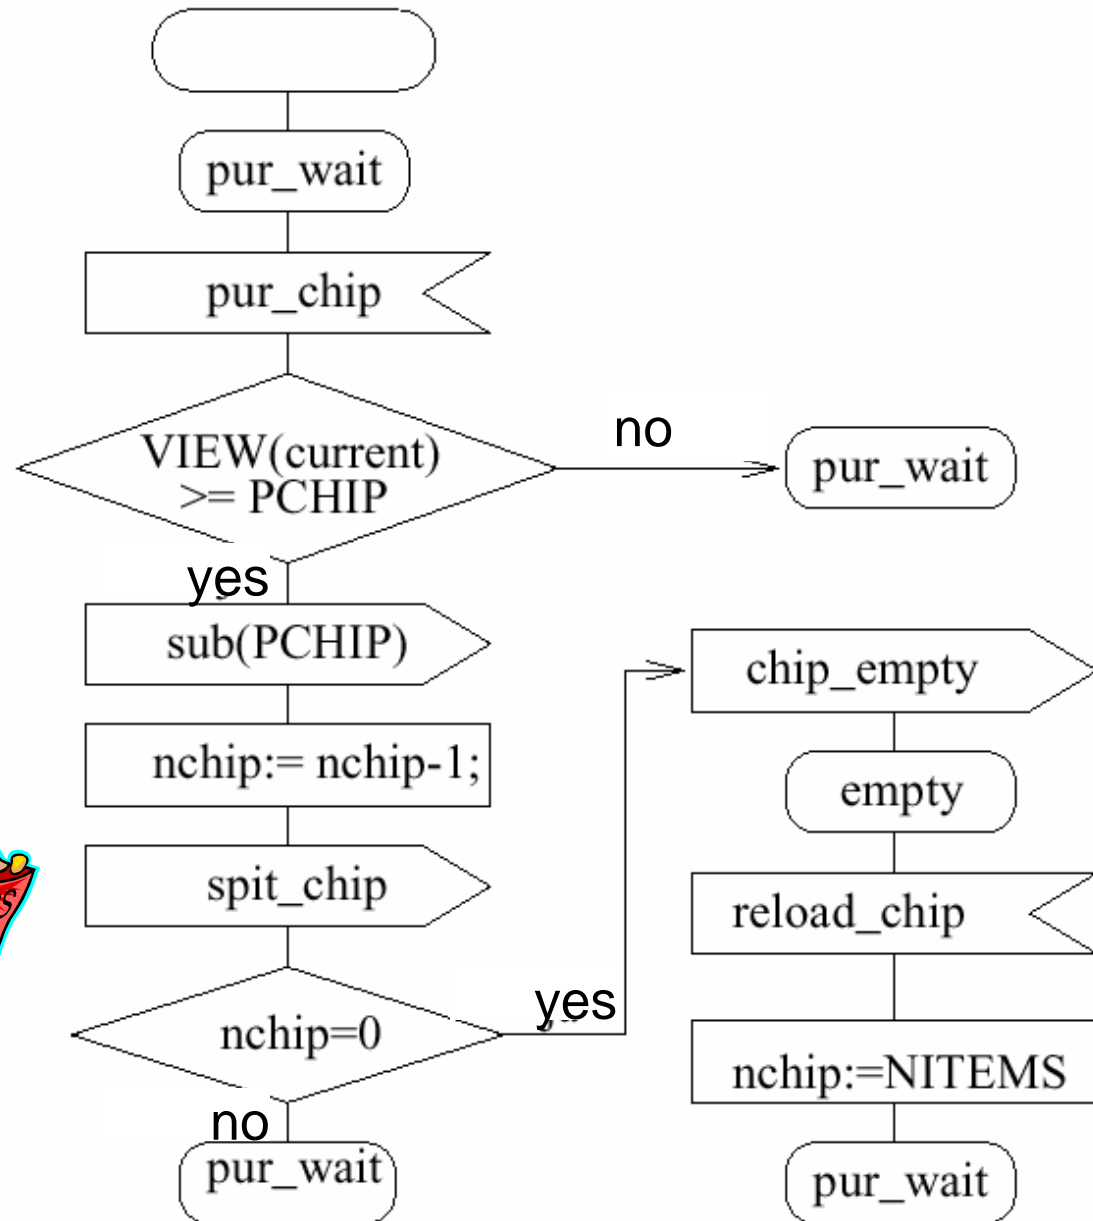 pur_wait
pur_chip
VIEW(current)
>= PCHIP
no
pur_wait
yes
sub(PCHIP)
nchip:= nchip-1;
spit_chip
nchip=0
yes
no
pur_wait
chip_empty
empty
reload_chip
nchip:=NITEMS
pur_wait